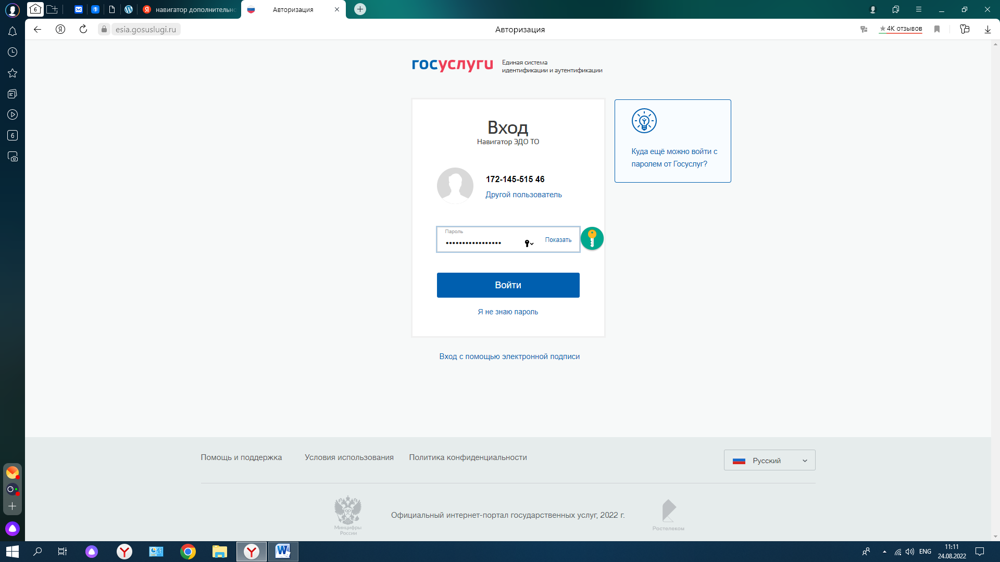 6
навигатор дополнительно
Авторизация
esia.gosuslugi.ru
Авторизация
4К отзывов
6
госуслуги
Единая система
идентификации и аутентификации
Вход
Навигатор ЭДО ТО
172-145-515 46
Другой пользователь
Пароль
Показать
Войти
Я не знаю пароль
Вход с помощью электронной подписи
Куда ещё можно войти с
паролем от Госуслуг?
Помощь и поддержка
Условия использования
Политика конфиденциальности
Русский
Минцифры
России
Официальный интернет-портал государственных услуг, 2022 г.
Ростелеком
ENG
11:11
24.08.2022